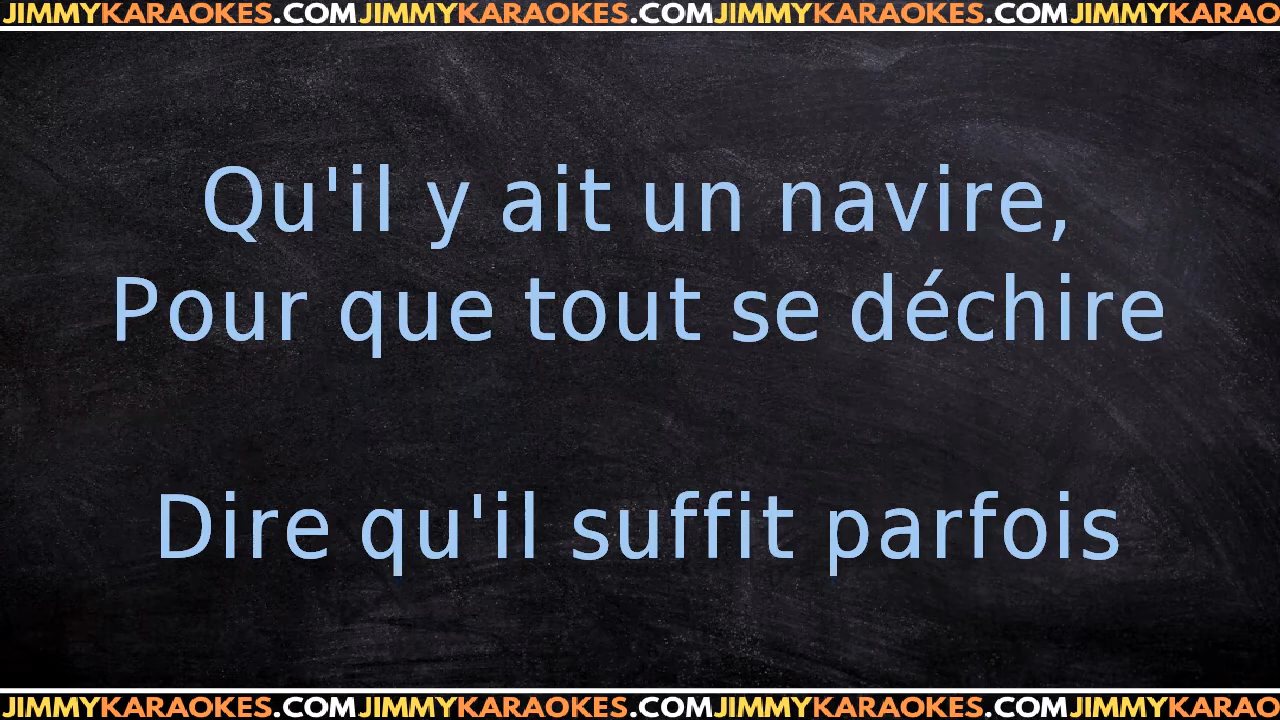 JIMMYKARAOKES.COMJIMMYKARAOKES.COMJIMMYKARAOKES.COMJIMMYKARAO
Qu'il y ait un navire,
Pour que tout se déchire
Dire qu'il suffit parfois
JIMMYKARAOKES.COMJIMMYKARAOKES.COMJIMMYKARAOKES.COMJIMMYKARAO